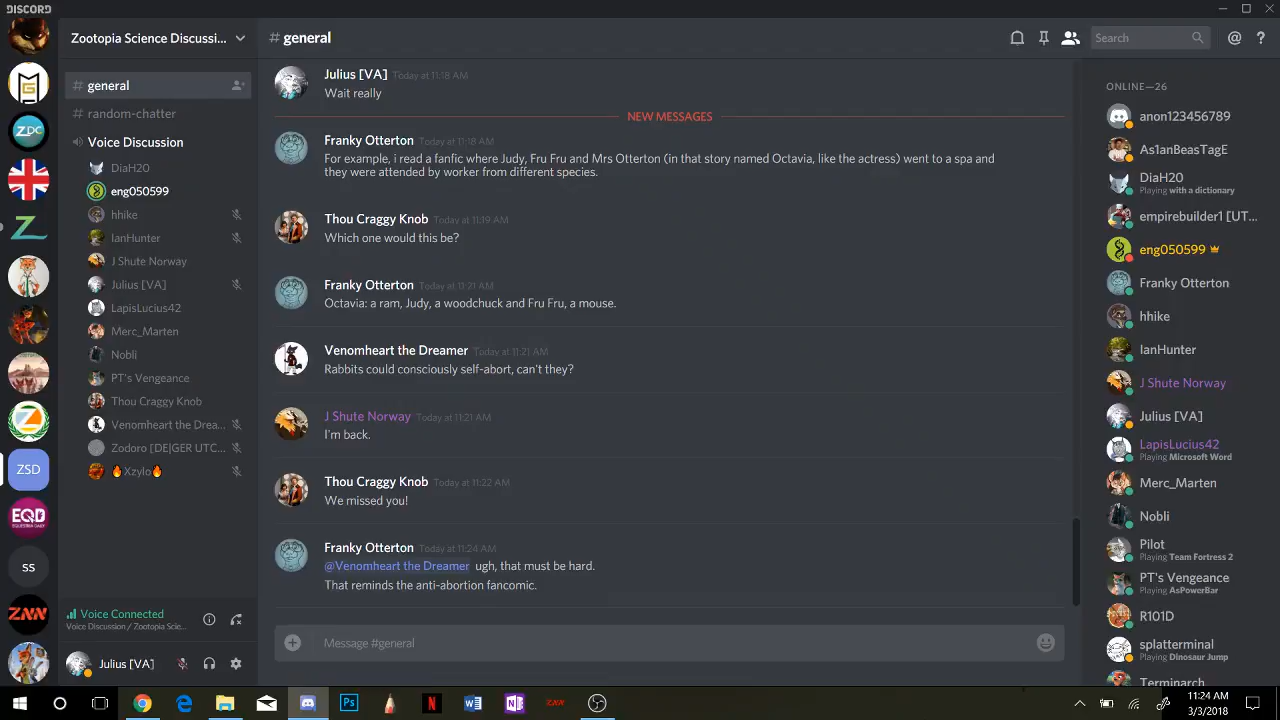 DISCORD
Zootopia Science Discussi...
# general
Search
# general
# random-chatter
Voice Discussion
DiaH20
eng050599
hhike
IanHunter
J Shute Norway
Julius [VA]
LapisLucius42
Merc_Marten
Nobli
PT's Vengeance
Thou Craggy Knob
Venomheart the Drea...
Zodoro [DE|GER UTC...
🔥Xzylo🔥
ZDC
ZSD
EQD
EQUESTRIA DAILY
ss
ZNN
Voice Connected
Voice Discussion / Zootopia Scie...
Julius [VA]
Julius [VA] Today at 11:18 AM
Wait really
NEW MESSAGES
Franky Otterton Today at 11:18 AM
For example, i read a fanfic where Judy, Fru Fru and Mrs Otterton (in that story named Octavia, like the actress) went to a spa and
they were attended by worker from different species.
Thou Craggy Knob Today at 11:19 AM
Which one would this be?
Franky Otterton Today at 11:21 AM
Octavia: a ram, Judy, a woodchuck and Fru Fru, a mouse.
Venomheart the Dreamer Today at 11:21 AM
Rabbits could consciously self-abort, can't they?
J Shute Norway Today at 11:21 AM
I'm back.
Thou Craggy Knob Today at 11:22 AM
We missed you!
Franky Otterton Today at 11:24 AM
@Venomheart the Dreamer ugh, that must be hard.
That reminds the anti-abortion fancomic.
Message #general
ONLINE—26
anon123456789
As1anBeasTagE
DiaH20
Playing with a dictionary
empirebuilder1 [UT...
eng050599
Franky Otterton
hhike
IanHunter
J Shute Norway
Julius [VA]
LapisLucius42
Playing Microsoft Word
Merc_Marten
Nobli
Pilot
Playing Team Fortress 2
PT's Vengeance
Playing AsPowerBar
R101D
splatterminal
Playing Dinosaur Jump
Terminarch
11:24 AM
3/3/2018